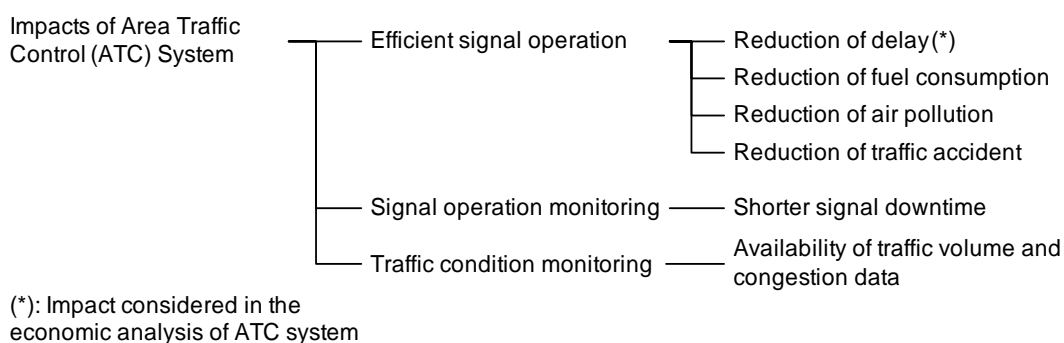 Impacts of Area Traffic
Control (ATC) System
Efficient signal operation
Reduction of delay(*)
Reduction of fuel consumption
Reduction of air pollution
Reduction of traffic accident
Signal operation monitoring
Shorter signal downtime
Traffic condition monitoring
Availability of traffic volume and
congestion data
(*): Impact considered in the
economic analysis of ATC system